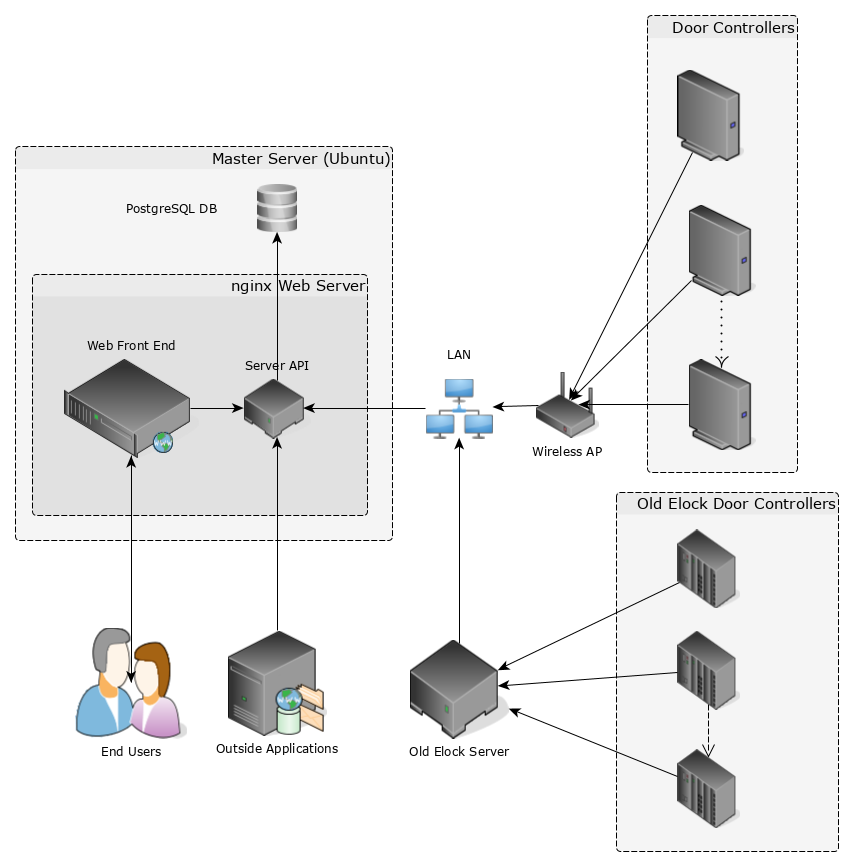 Door Controllers
Master Server (Ubuntu)
PostgreSQL DB
nginx Web Server
Web Front End
Server API
LAN
Wireless AP
Old Elock Door Controllers
End Users
Outside Applications
Old Elock Server